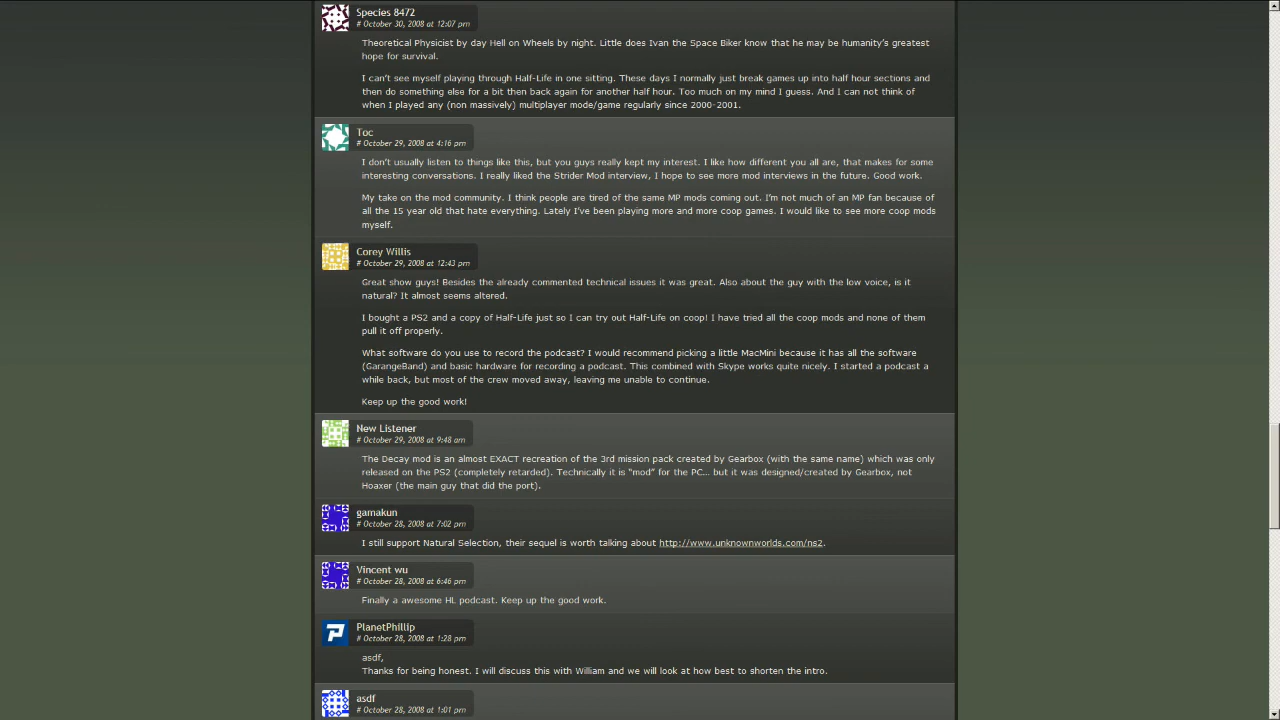 Species 8472
# October 30, 2008 at 12:07 pm
Theoretical Physicist by day Hell on Wheels by night. Little does Ivan the Space Biker know that he may be humanity's greatest
hope for survival.
I can't see myself playing through Half-Life in one sitting. These days I normally just break games up into half hour sections and
then do something else for a bit then back again for another half hour. Too much on my mind I guess. And I can not think of
when I played any (non massively) multiplayer mode/game regularly since 2000-2001.
Toc
# October 29, 2008 at 4:16 pm
I don't usually listen to things like this, but you guys really kept my interest. I like how different you all are, that makes for some
interesting conversations. I really liked the Strider Mod interview, I hope to see more mod interviews in the future. Good work.
My take on the mod community. I think people are tired of the same MP mods coming out. I'm not much of an MP fan because of
all the 15 year old that hate everything. Lately I've been playing more and more coop games. I would like to see more coop mods
myself.
Corey Willis
# October 29, 2008 at 12:43 pm
Great show guys! Besides the already commented technical issues it was great. Also about the guy with the low voice, is it
natural? It almost seems altered.
I bought a PS2 and a copy of Half-Life just so I can try out Half-Life on coop! I have tried all the coop mods and none of them
pull it off properly.
What software do you use to record the podcast? I would recommend picking a little MacMini because it has all the software
(GarangeBand) and basic hardware for recording a podcast. This combined with Skype works quite nicely. I started a podcast a
while back, but most of the crew moved away, leaving me unable to continue.
Keep up the good work!
New Listener
# October 29, 2008 at 9:48 am
The Decay mod is an almost EXACT recreation of the 3rd mission pack created by Gearbox (with the same name) which was only
released on the PS2 (completely retarded). Technically it is "mod" for the PC... but it was designed/created by Gearbox, not
Hoaxer (the main guy that did the port).
gamakun
# October 28, 2008 at 7:02 pm
I still support Natural Selection, their sequel is worth talking about http://www.unknownworlds.com/ns2.
Vincent wu
# October 28, 2008 at 6:46 pm
Finally a awesome HL podcast. Keep up the good work.
PlanetPhillip
# October 28, 2008 at 1:28 pm
asdf,
Thanks for being honest. I will discuss this with William and we will look at how best to shorten the intro.
asdf
# October 28, 2008 at 1:01 pm